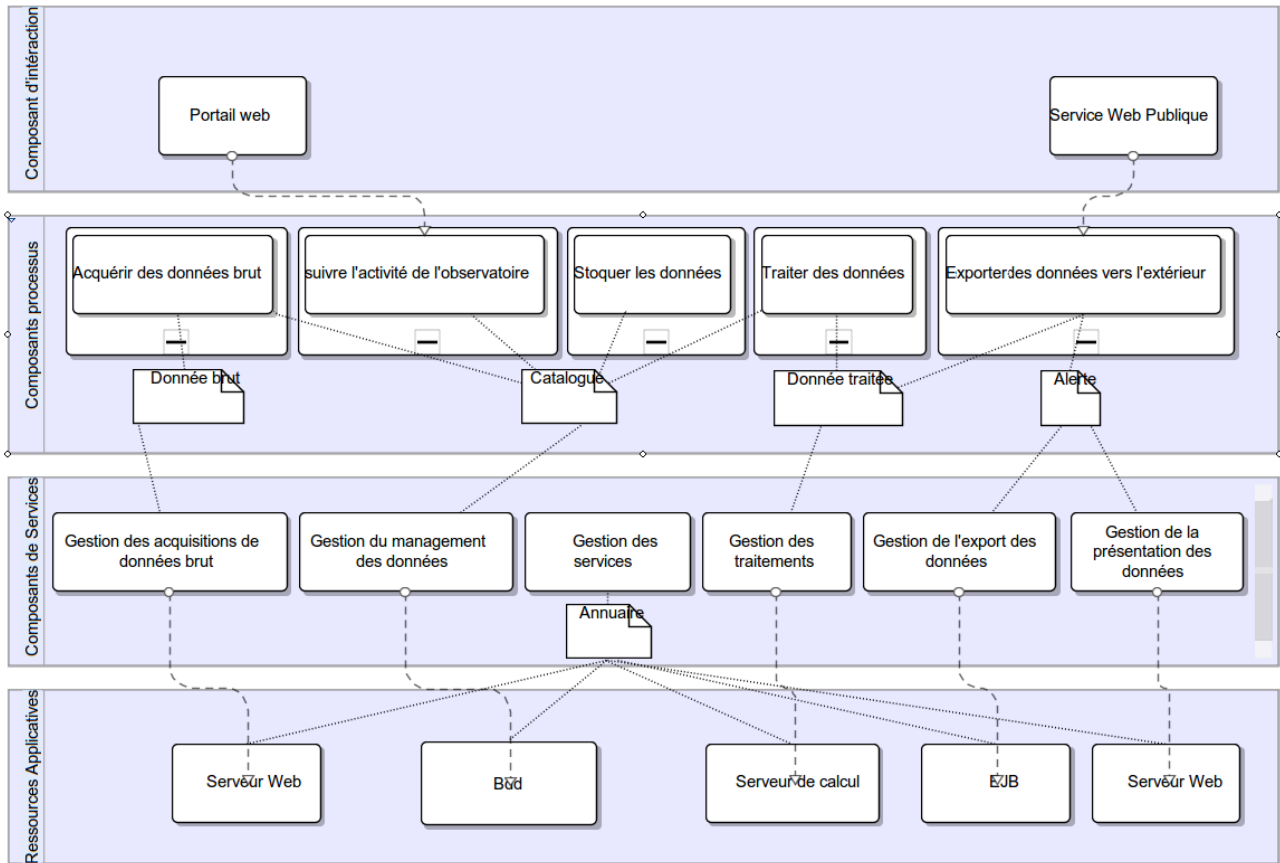 Composant d'intéraction
Portail web
Service Web Publique
Composants processus
Acquérir des données brut
suivre l'activité de l'observatoire
Stoquer les données
Traiter des données
Exporterdes données vers l'extérieur
Donnée brut
Catalogue
Donnée traitée
Alerte
Composants de Services
Gestion des acquisitions de
données brut
Gestion du management
des données
Gestion des
services
Gestion des
traitements
Gestion de l'export des
données
Gestion de la
présentation des
données
Annuaire
Ressources Applicatives
Serveur Web
Bdd
Serveur de calcul
EJB
Serveur Web